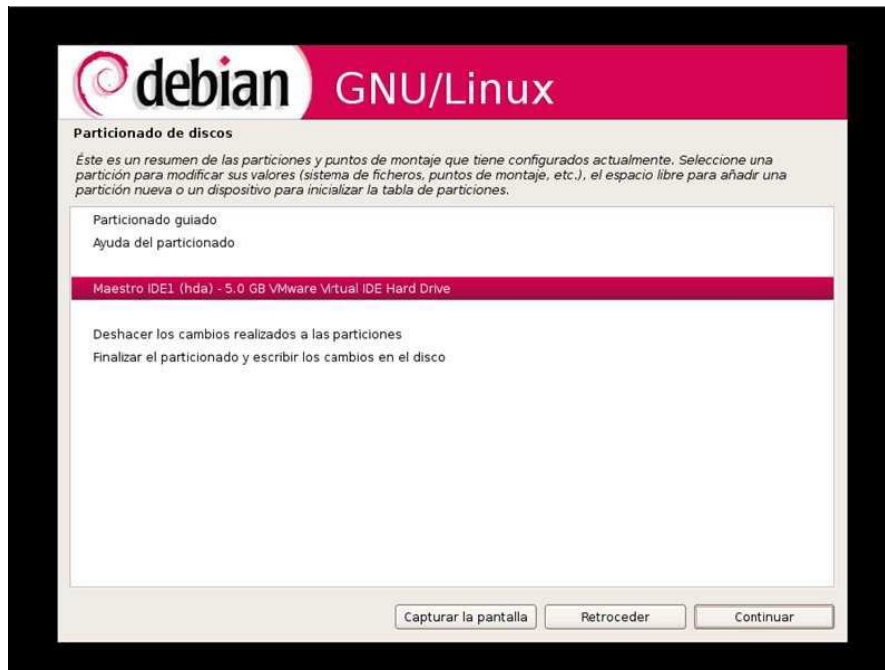 debian GNU/Linux
Particionado de discos
Éste es un resumen de las particiones y puntos de montaje que tiene configurados actualmente. Seleccione una
partición para modificar sus valores (sistema de ficheros, puntos de montaje, etc.), el espacio libre para añadir una
partición nueva o un dispositivo para inicializar la tabla de particiones.
Particionado guiado
Ayuda del particionado
Maestro IDE1 (hda) - 5.0 GB VMware Virtual IDE Hard Drive
Deshacer los cambios realizados a las particiones
Finalizar el particionado y escribir los cambios en el disco
Capturar la pantalla Retroceder Continuar